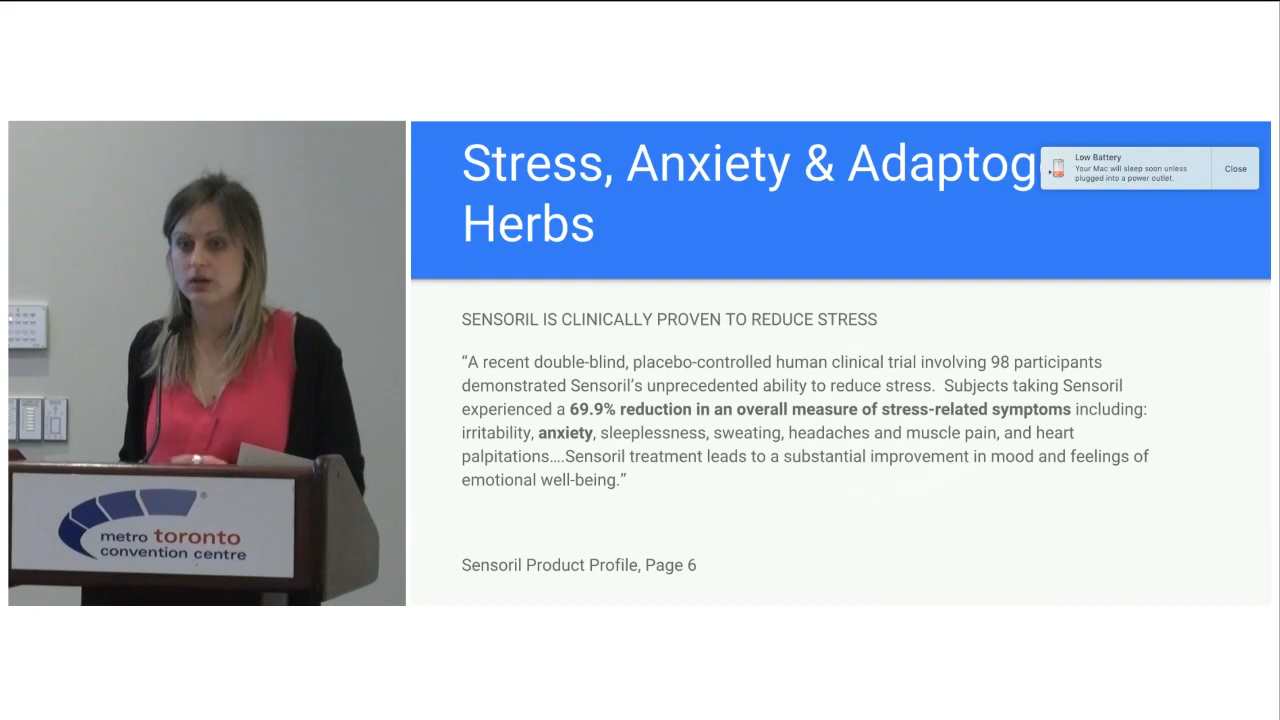 Stress, Anxiety & Adaptog
Herbs
Low Battery
Your Mac will sleep soon unless
plugged into a power outlet.
Close
SENSORIL IS CLINICALLY PROVEN TO REDUCE STRESS
“A recent double-blind, placebo-controlled human clinical trial involving 98 participants
demonstrated Sensoril’s unprecedented ability to reduce stress.  Subjects taking Sensoril
experienced a 69.9% reduction in an overall measure of stress-related symptoms including:
irritability, anxiety, sleeplessness, sweating, headaches and muscle pain, and heart
palpitations....Sensoril treatment leads to a substantial improvement in mood and feelings of
emotional well-being.”
Sensoril Product Profile, Page 6
metro toronto
convention centre